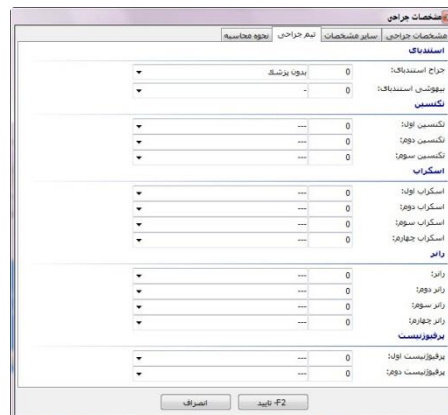 مشخصات جراحی
مشخصات جراحی | سایر مشخصات | تیم جراحی | نحوه محاسبه
استندبای
جراح استندبای: 0 بدون پزشک
بیهوشی استندبای: 0 -
تکنسین
تکنسین اول: 0 ---
تکنسین دوم: 0 ---
تکنسین سوم: 0 ---
اسکراب
اسکراب اول: 0 ---
اسکراب دوم: 0 ---
اسکراب سوم: 0 ---
اسکراب چهارم: 0 ---
رانر
رانر: 0 ---
رانر دوم: 0 ---
رانر سوم: 0 ---
رانر چهارم: 0 ---
پرفیوژنیست
پرفیوژنیست اول: 0 ---
پرفیوژنیست دوم: 0 ---
F2- تایید انصراف